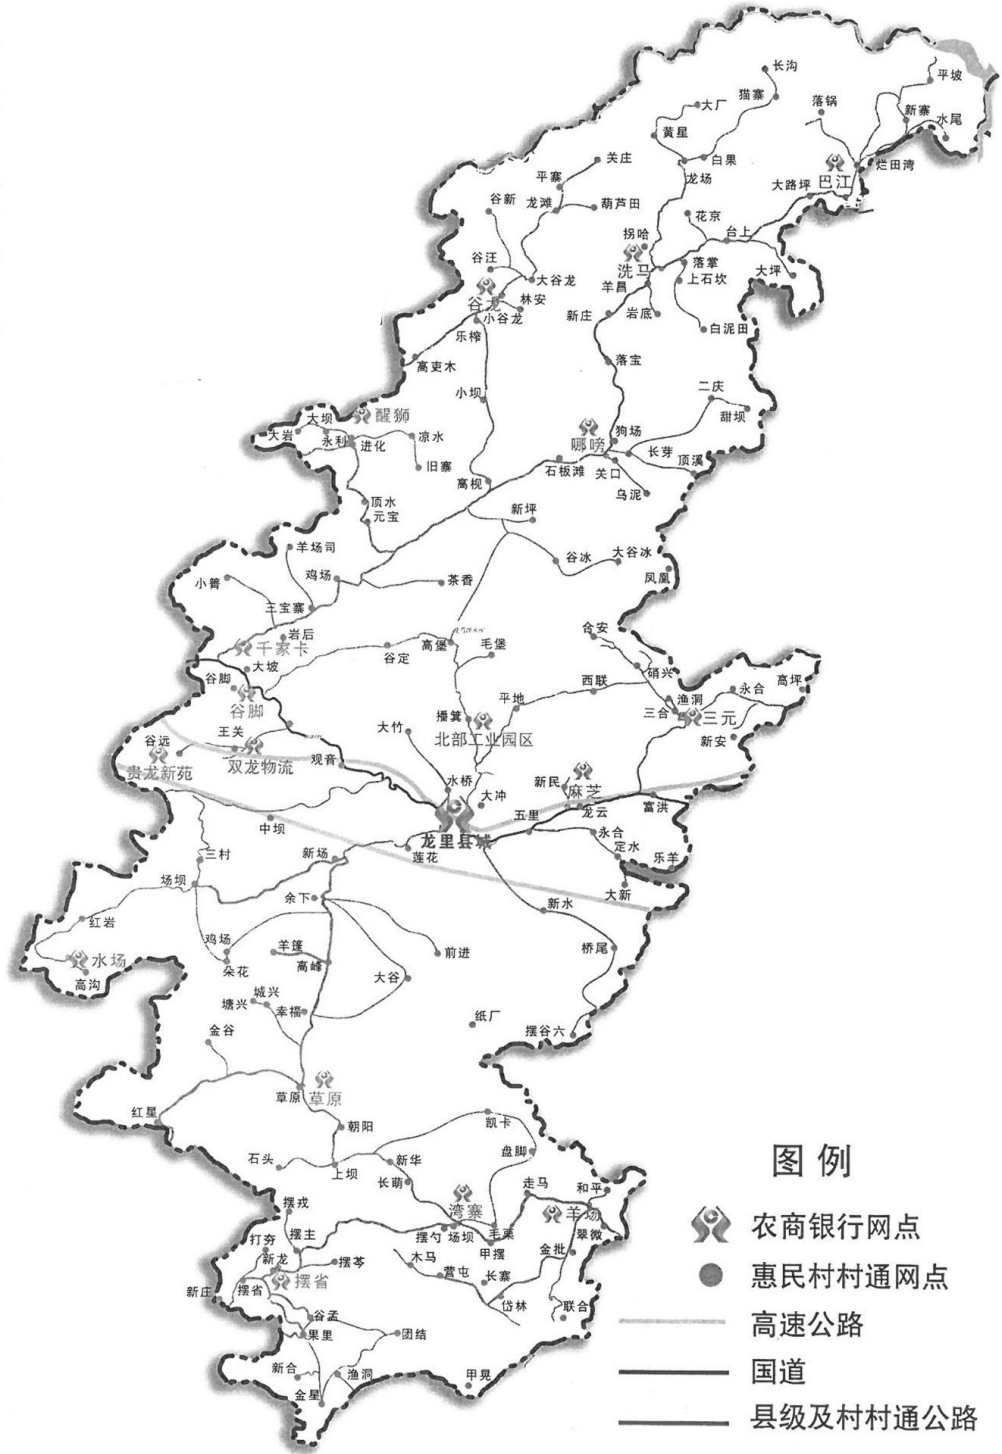 长沟
平坡
猫寨
大厂
落锅
新寨
水尾
黄星
白果
关庄
烂田湾
龙场
平寨
巴江
大路坪
谷新
龙滩
葫芦田
花京
台上
拐哈
谷汪
洗马
落掌
大坪
大谷龙
上石坎
羊昌
谷龙
林安
小谷龙
新庄
岩底
白泥田
乐榨
高吏木
落宝
小坝
二庆
甜坝
醒狮
大坝
大岩
永利
进化
凉水
狗场
哪嗙
长芽
顶溪
旧寨
石板滩
关口
高枧
乌泥
顶水
元宝
新坪
羊场司
谷冰
大谷冰
小箐
鸡场
茶香
凤凰
三宝寨
岩后
千家卡
谷定
高堡
毛堡
含安
大坡
硝兴
谷脚
谷脚
西联
渔洞
永合
高坪
平地
三合
三元
播箕
北部工业园区
大竹
新安
王关
谷远
贵龙新苑
双龙物流
观音
水桥
新民
麻芝
大冲
龙云
富洪
五里
中坝
龙里县城
永合
定水
莲花
新场
三村
乐羊
场坝
余下
大新
新水
红岩
鸡场
羊篷
前进
桥尾
水场
朵花
高峰
大谷
高沟
城兴
塘兴
幸福
纸厂
金谷
摆谷六
草原
草原
红星
朝阳
凯卡
盘脚
石头
上坝
新华
长萌
走马
和平
摆戎
湾寨
羊场
打夯
摆主
摆勺
场坝
毛栗
翠微
新龙
摆芩
甲摆
金批
木马
摆省
摆省
营屯
长寨
新庄
岱林
联合
谷孟
果里
团结
新合
渔洞
甲晃
金星
图例
农商银行网点
惠民村村通网点
高速公路
国道
县级及村村通公路